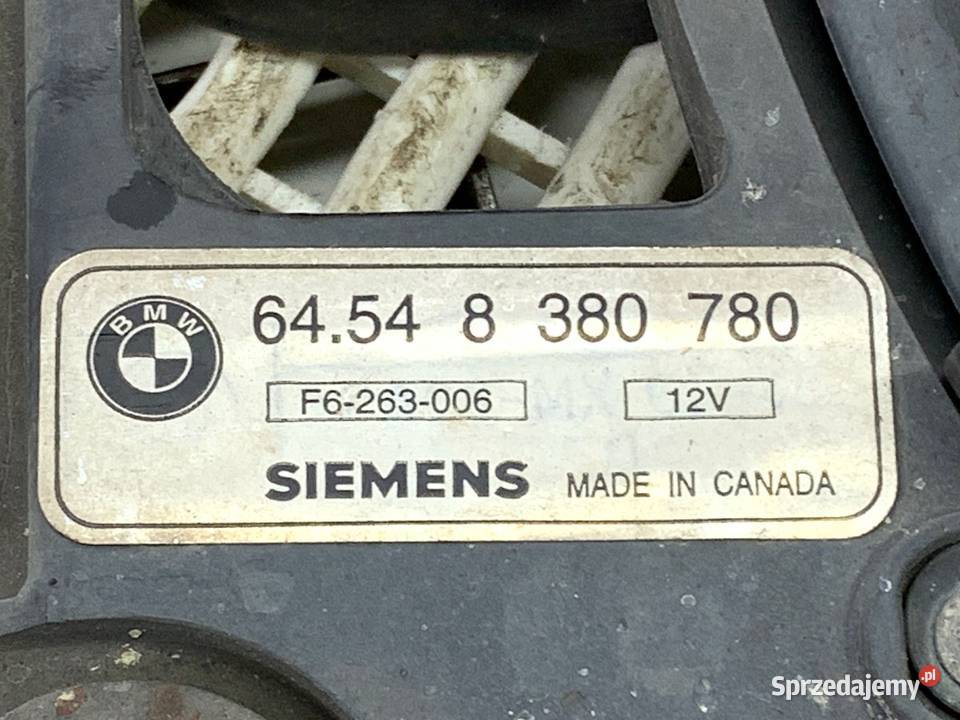 BMW
64.54 8 380 780
F6-263-006 12V
SIEMENS MADE IN CANADA
Sprzedajemy.pl